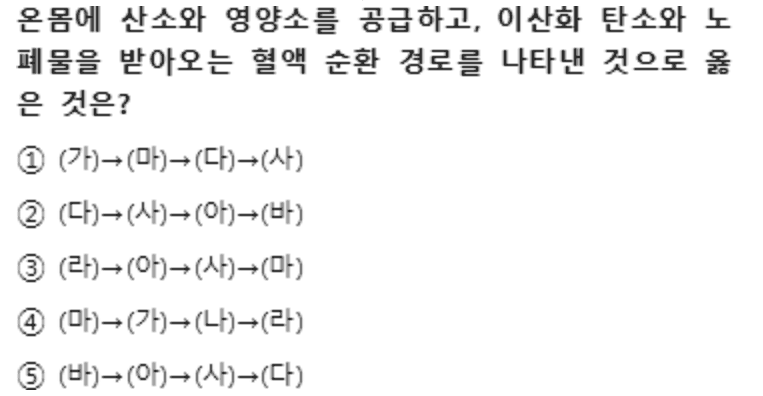 온몸에 산소와 영양소를 공급하고, 이산화 탄소와 노
폐물을 받아오는 혈액 순환 경로를 나타낸 것으로 옳
은 것은?
① (가)→(마)→(다)→(사)
② (다)→(사)→(아)→(바)
③ (라)→(아)→(사)→(마)
④ (마)→(가)→(나)→(라)
⑤ (바)→(아)→(사)→(다)